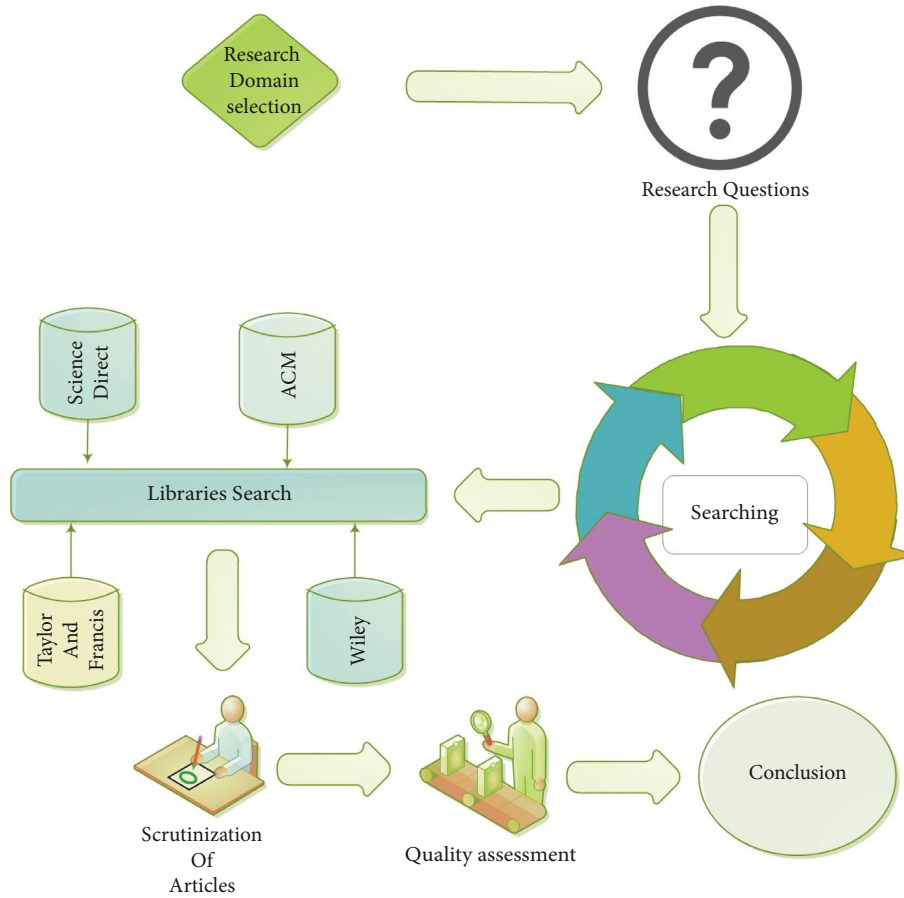 Research
Domain
selection
?
Research Questions
Science
Direct
ACM
Libraries Search
Searching
Taylor
And
Francis
Wiley
Scrutinization
Of
Articles
Quality assessment
Conclusion